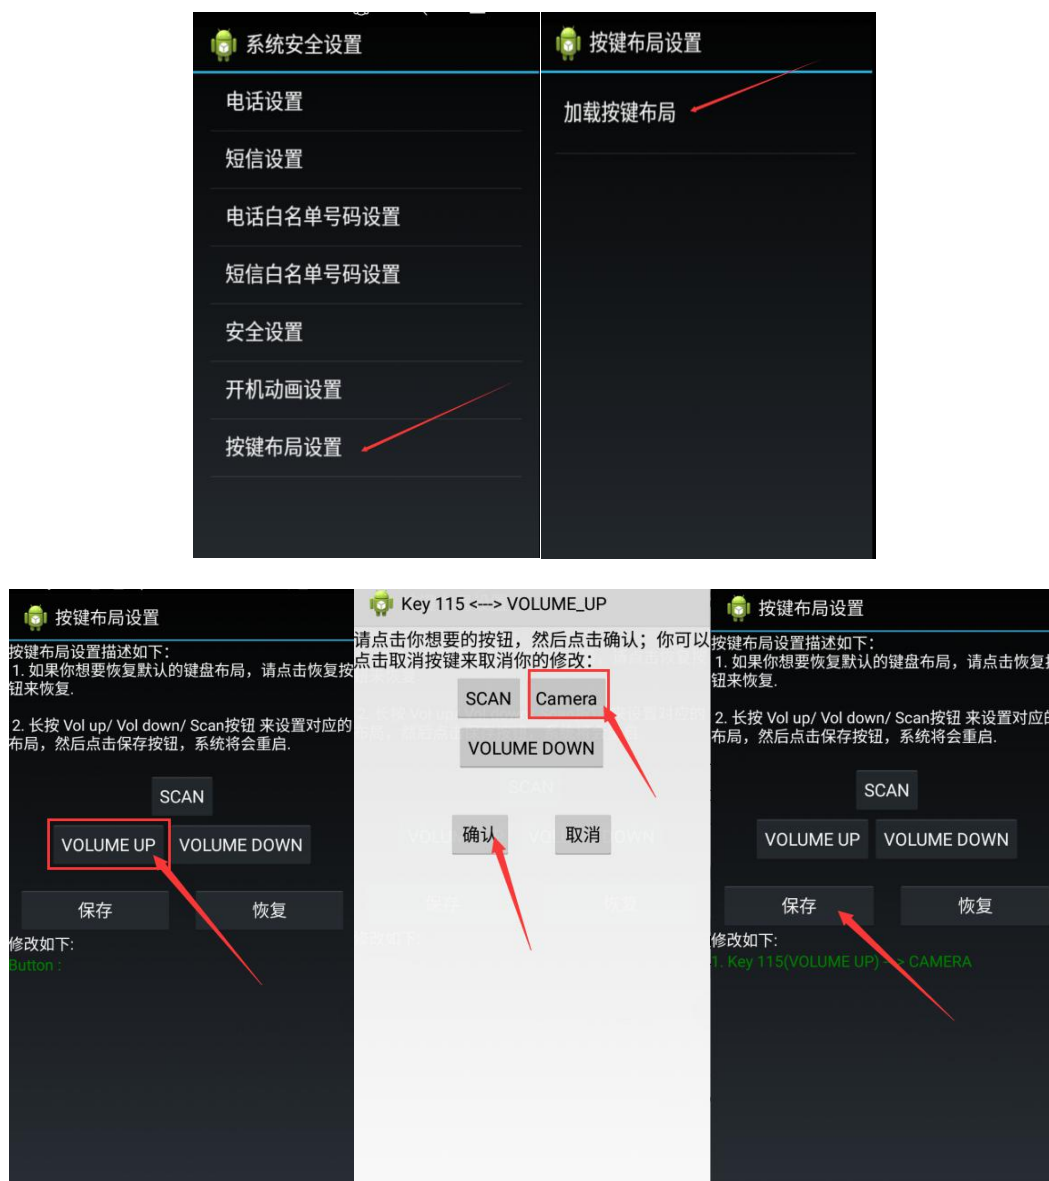 系统安全设置
电话设置
短信设置
电话白名单号码设置
短信白名单号码设置
安全设置
开机动画设置
按键布局设置
按键布局设置
加载按键布局
按键布局设置
按键布局设置描述如下：
1. 如果你想要恢复默认的键盘布局，请点击恢复按
钮来恢复.
2. 长按 Vol up/ Vol down/ Scan按钮 来设置对应的
布局，然后点击保存按钮，系统将会重启.
SCAN
VOLUME UP VOLUME DOWN
保存 恢复
修改如下:
Button :
Key 115 <---> VOLUME_UP
请点击你想要的按钮，然后点击确认；你可以
点击取消按键来取消你的修改：
SCAN Camera
VOLUME DOWN
确认 取消
按键布局设置
按键布局设置描述如下：
1. 如果你想要恢复默认的键盘布局，请点击恢复
钮来恢复.
2. 长按 Vol up/ Vol down/ Scan按钮 来设置对应的
布局，然后点击保存按钮，系统将会重启.
SCAN
VOLUME UP VOLUME DOWN
保存 恢复
修改如下:
1. Key 115(VOLUME UP) --> CAMERA